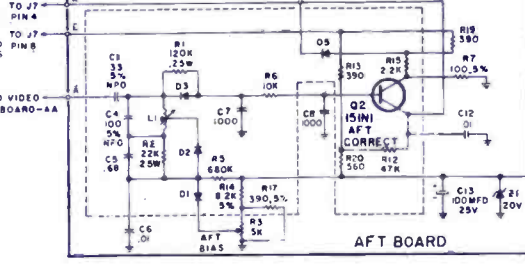 TO J7
PIN 4
E
TO J7
PIN 8
R19
390
D5
R1
120K
.25W
R13
390
R15
2.2K
R7
100,5%
C11
33
5%
NPO
R6
10K
D3
VIDEO
BOARD-AA
A
Q2
151N1
AFT
CORRECT
L1
C4
100
5%
NPO
C7
1000
C8
1000
C12
.01
R2
22K
.25W
D2
C5
.68
R5
680K
R20
560
R12
47K
D1
R14
8.2K
5%
R17
390,5%
C13
100MFD
25V
20V
R3
5K
C6
.01
AFT
BIAS
AFT BOARD